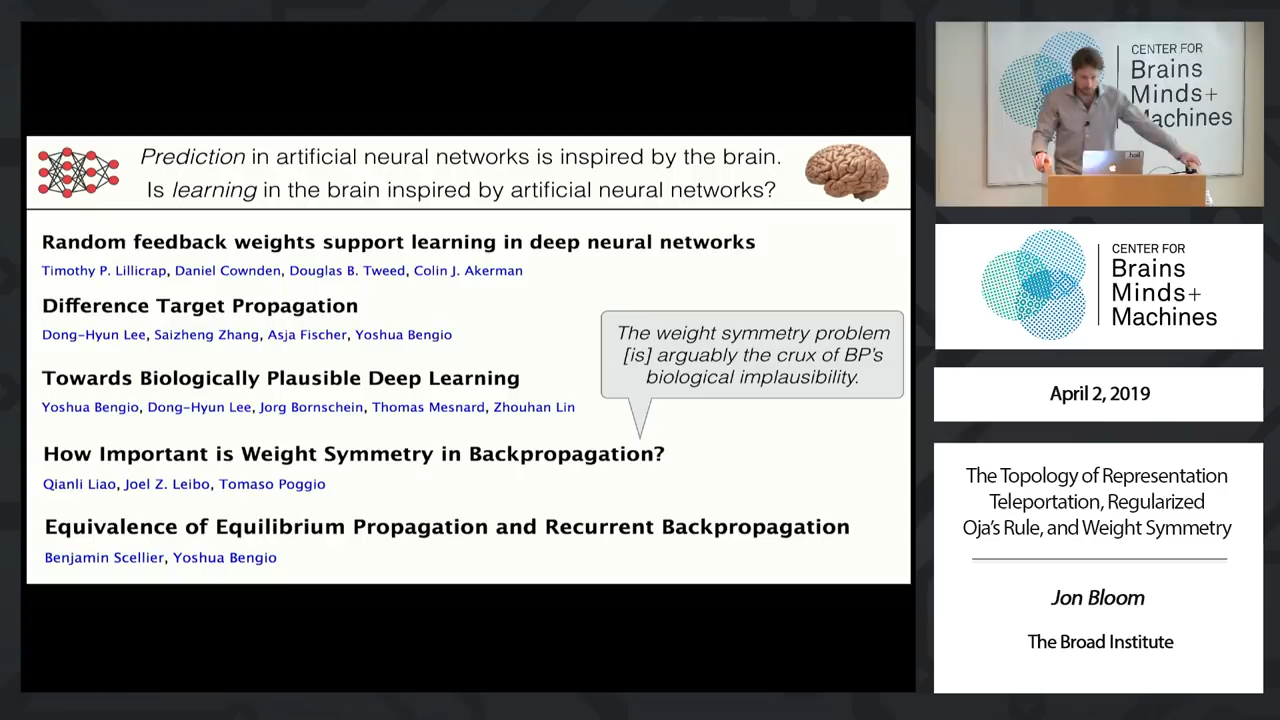 Prediction in artificial neural networks is inspired by the brain.
Is learning in the brain inspired by artificial neural networks?
Random feedback weights support learning in deep neural networks
Timothy P. Lillicrap, Daniel Cownden, Douglas B. Tweed, Colin J. Akerman
Difference Target Propagation
Dong-Hyun Lee, Saizheng Zhang, Asja Fischer, Yoshua Bengio
The weight symmetry problem
[is] arguably the crux of BP's
biological implausibility.
Towards Biologically Plausible Deep Learning
Yoshua Bengio, Dong-Hyun Lee, Jorg Bornschein, Thomas Mesnard, Zhouhan Lin
How Important is Weight Symmetry in Backpropagation?
Qianli Liao, Joel Z. Leibo, Tomaso Poggio
Equivalence of Equilibrium Propagation and Recurrent Backpropagation
Benjamin Scellier, Yoshua Bengio
CENTER FOR
Brains
Minds+
Machines
hail
CENTER FOR
Brains
Minds+
Machines
April 2, 2019
The Topology of Representation
Teleportation, Regularized
Oja's Rule, and Weight Symmetry
Jon Bloom
The Broad Institute